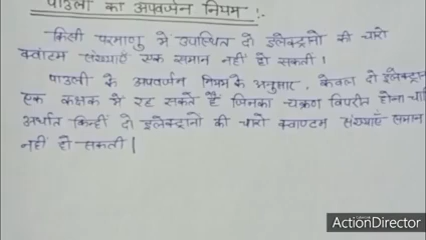 पाउली का अपवर्जन नियम :-
किसी परमाणु में उपस्थित दो इलेक्ट्रानो की चारो
क्वांटम संख्याएँ एक समान नहीं हो सकती।
पाउली के अपवर्जन नियम के अनुसार, केवल दो इलेक्ट्रान
एक कक्षक में रह सकते हैं जिनका चक्रण विपरीत होना
अर्थात किन्हीं दो इलेक्ट्रानो की चारो क्वाण्टम संख्याएँ समान
नहीं हो सकती।
ActionDirector